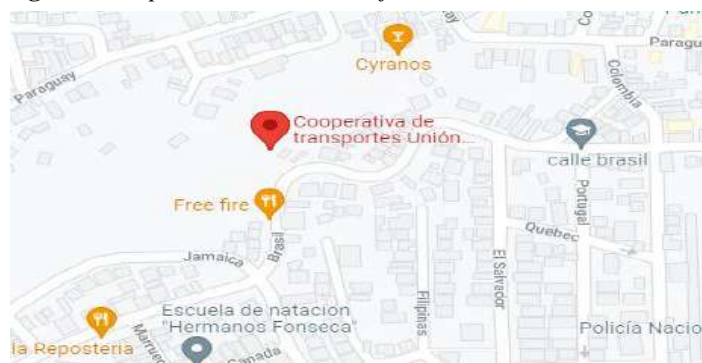 Cyranos
Paraguay
Paraguay
Colombia
Cooperativa de
transportes Unión...
calle brasil
Free fire
Brasil
Jamaica
Portugal
Quebec
El Salvador
Filipinas
Escuela de natacion
"Hermanos Fonseca"
Canada
la Reposteria
Policía Nacio